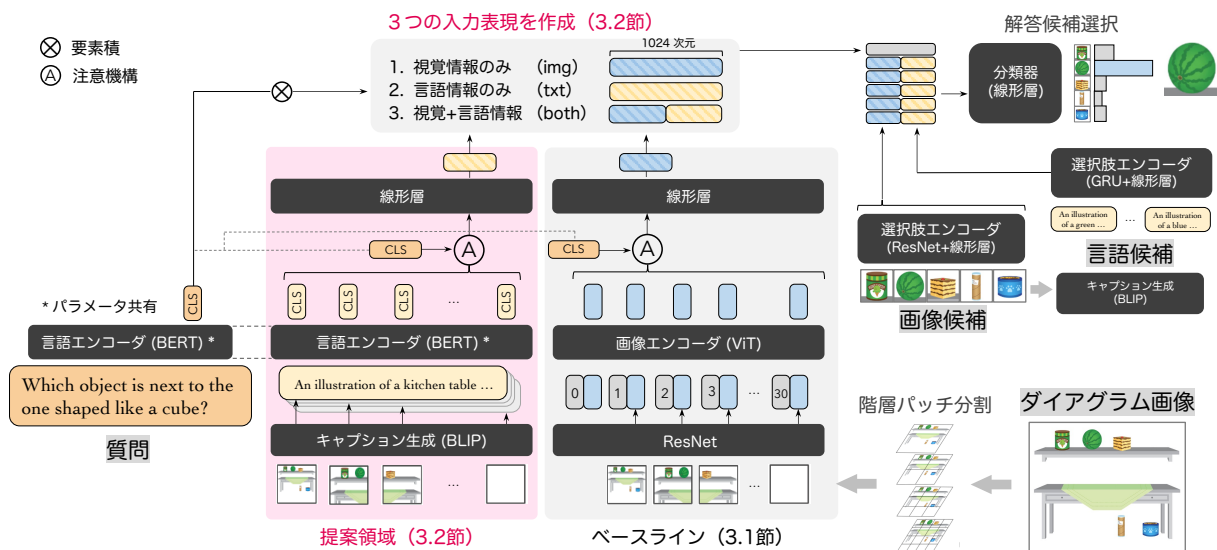 3つの入力表現を作成（3.2節）
要素積
A
注意機構
1024 次元
1. 視覚情報のみ （img）
2. 言語情報のみ （txt）
3. 視覚+言語情報 （both）
解答候補選択
分類器
(線形層)
選択肢エンコーダ
(GRU+線形層)
An illustration
of a green ...
...
An illustration
of a blue ...
言語候補
選択肢エンコーダ
(ResNet+線形層)
画像候補
キャプション生成
(BLIP)
線形層
線形層
CLS
A
CLS
A
* パラメータ共有
CLS
CLS
CLS
CLS
...
CLS
...
言語エンコーダ (BERT) *
言語エンコーダ (BERT) *
画像エンコーダ (ViT)
Which object is next to the
one shaped like a cube?
質問
An illustration of a kitchen table ...
0
1
2
3
...
30
キャプション生成 (BLIP)
ResNet
...
...
提案領域（3.2節）
ベースライン（3.1節）
階層パッチ分割
ダイアグラム画像